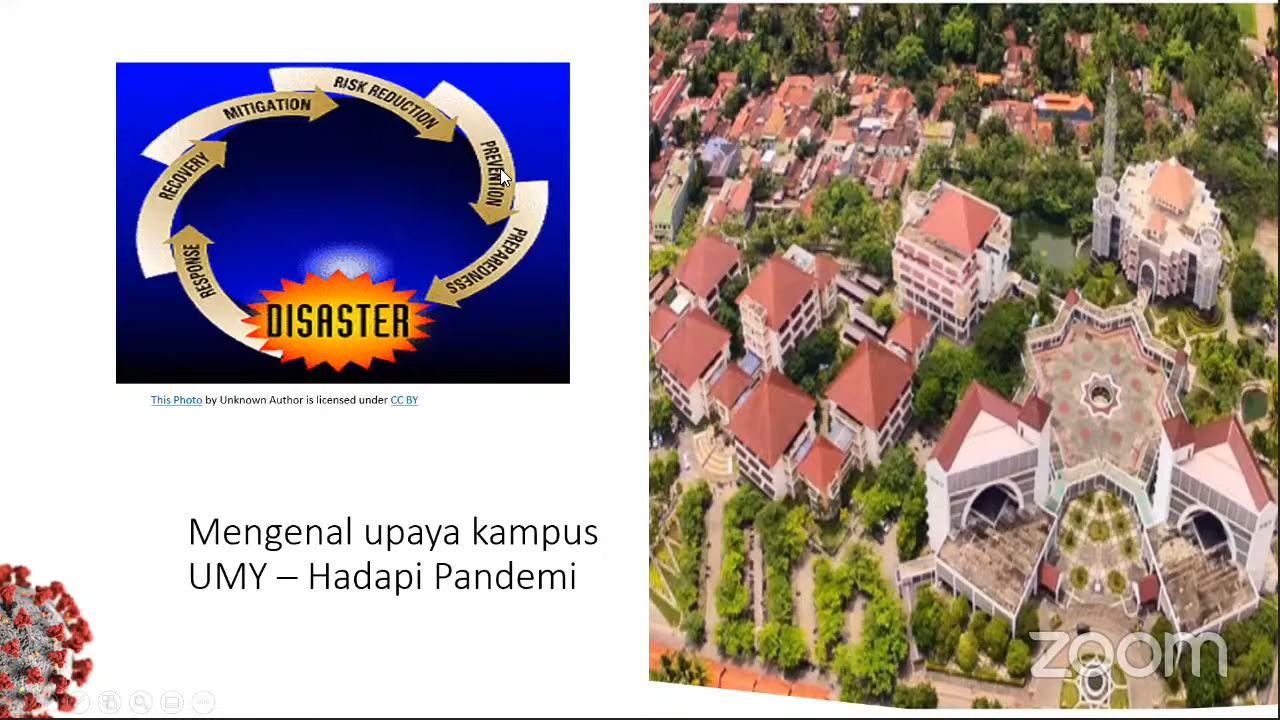 RISK REDUCTION
MITIGATION
PREVENTION
RECOVERY
PREPAREDNESS
RESPONSE
DISASTER
This Photo by Unknown Author is licensed under CC BY
Mengenal upaya kampus
UMY – Hadapi Pandemi
zoom